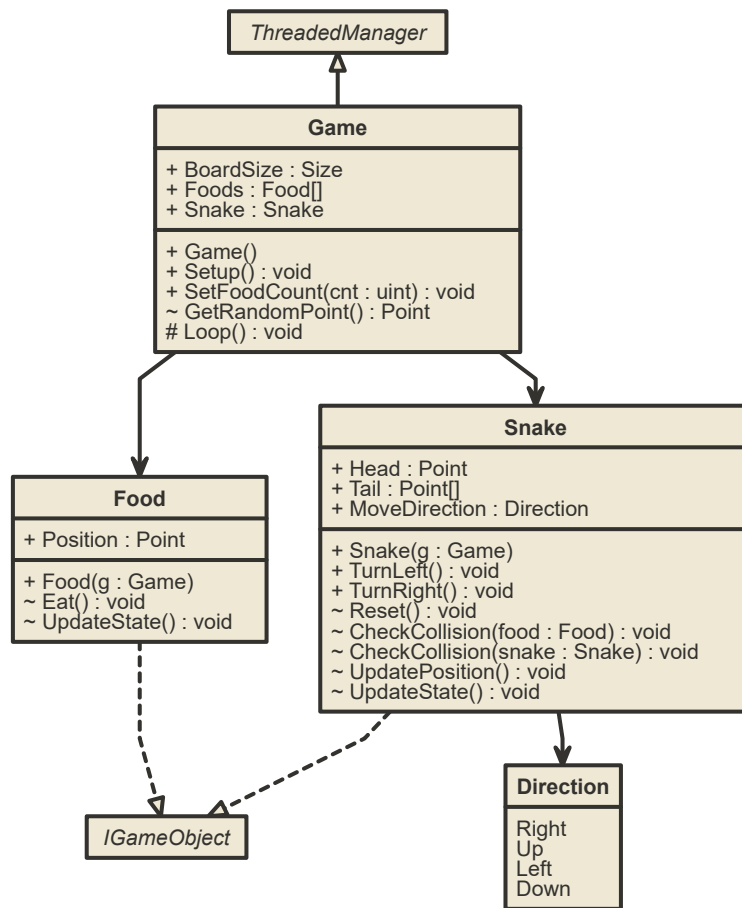 ThreadedManager
Game
+ BoardSize : Size
+ Foods : Food[]
+ Snake : Snake
+ Game()
+ Setup() : void
+ SetFoodCount(cnt : uint) : void
~ GetRandomPoint() : Point
# Loop() : void
Food
+ Position : Point
+ Food(g : Game)
~ Eat() : void
~ UpdateState() : void
Snake
+ Head : Point
+ Tail : Point[]
+ MoveDirection : Direction
+ Snake(g : Game)
+ TurnLeft() : void
+ TurnRight() : void
~ Reset() : void
~ CheckCollision(food : Food) : void
~ CheckCollision(snake : Snake) : void
~ UpdatePosition() : void
~ UpdateState() : void
IGameObject
Direction
Right
Up
Left
Down